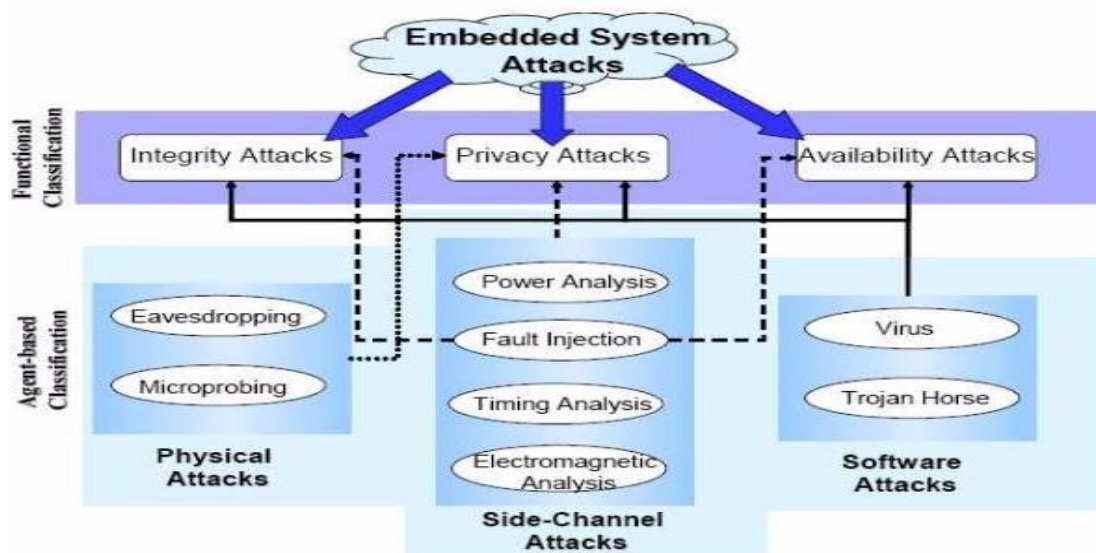 Embedded System
Attacks
Functional
Classification
Integrity Attacks
Privacy Attacks
Availability Attacks
Agent-based
Classification
Eavesdropping
Microprobing
Physical
Attacks
Power Analysis
Fault Injection
Timing Analysis
Electromagnetic
Analysis
Side-Channel
Attacks
Virus
Trojan Horse
Software
Attacks